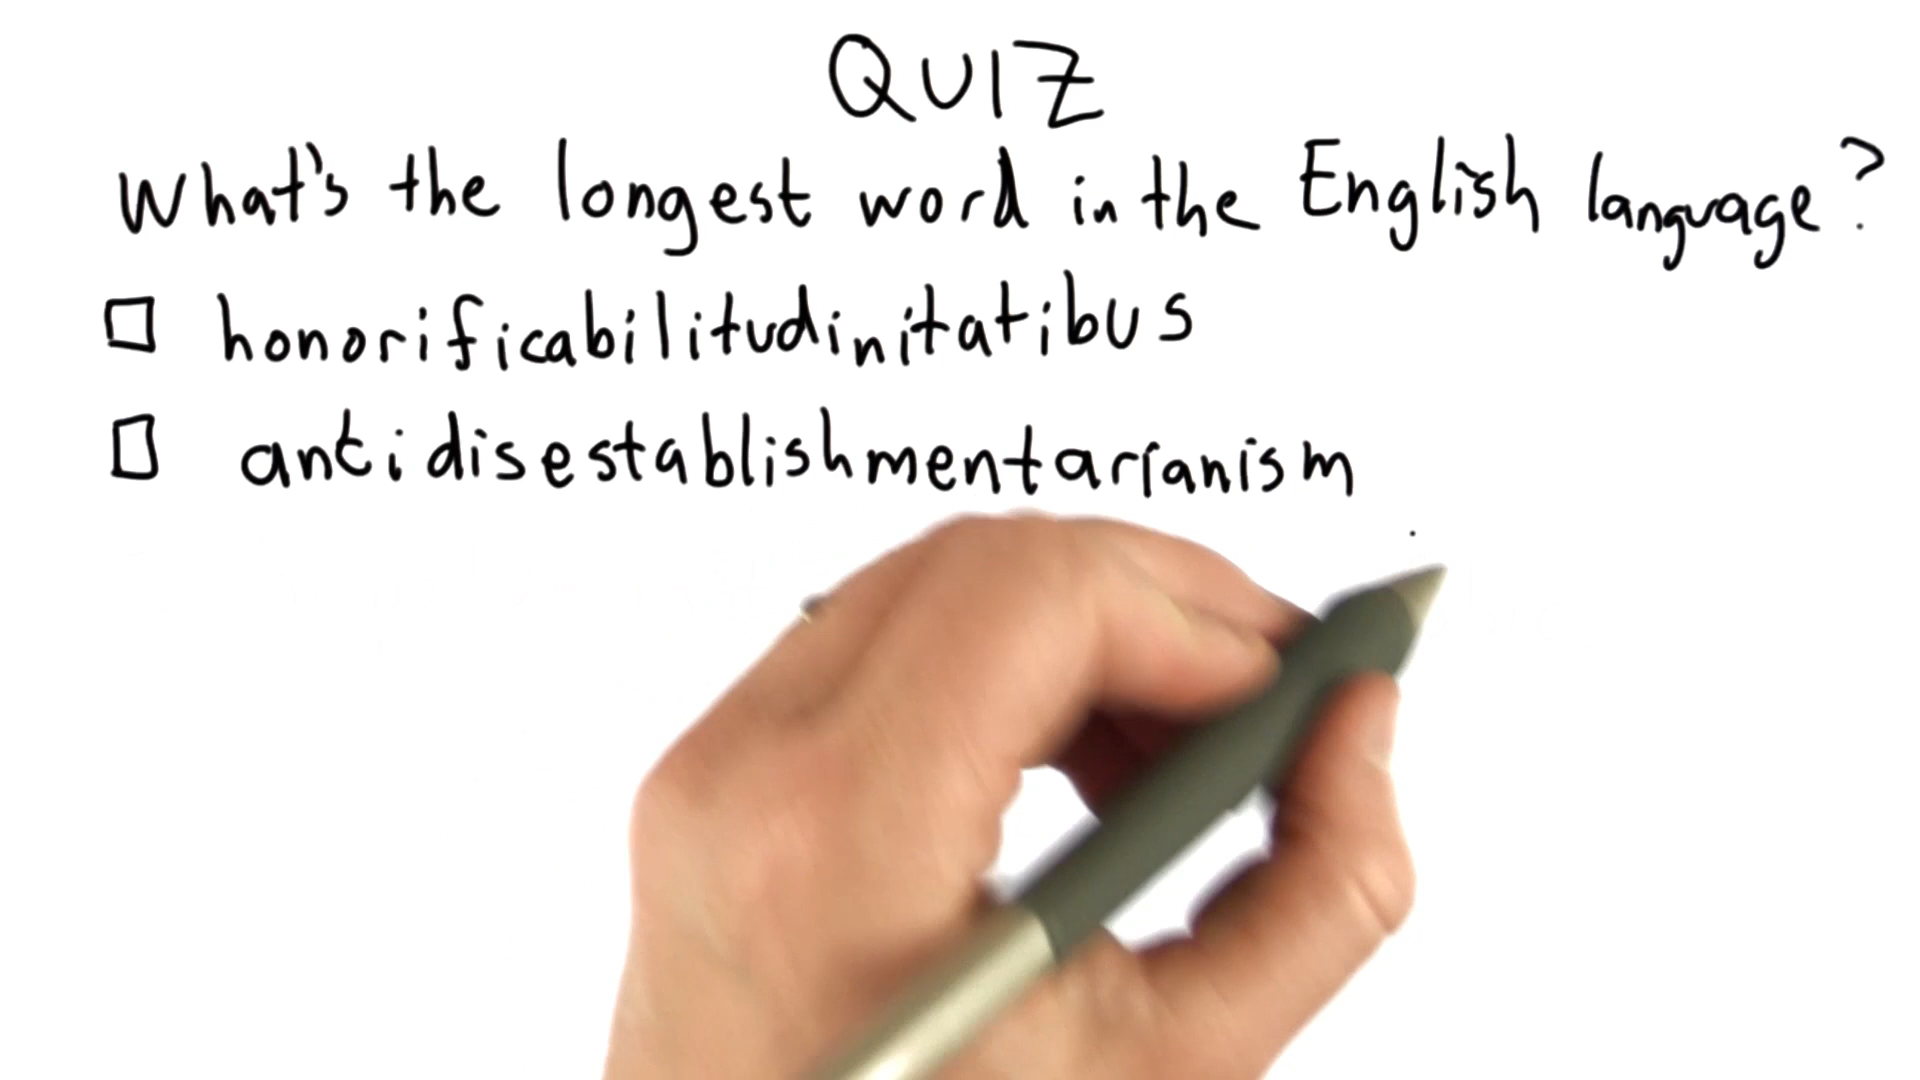 QUIZ
What's the longest word in the English language?
honorificabilitudinitatibus
antidisestablishmentarianism